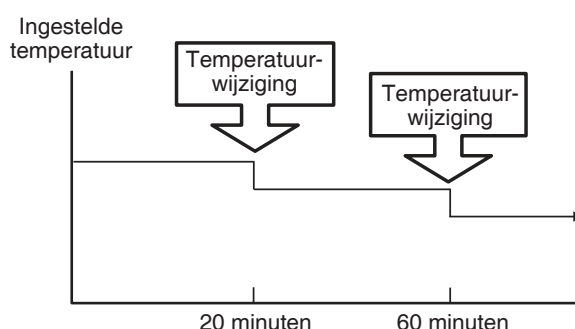 Ingestelde
temperatuur
Temperatuur-
wijziging
Temperatuur-
wijziging
20 minuten
60 minuten